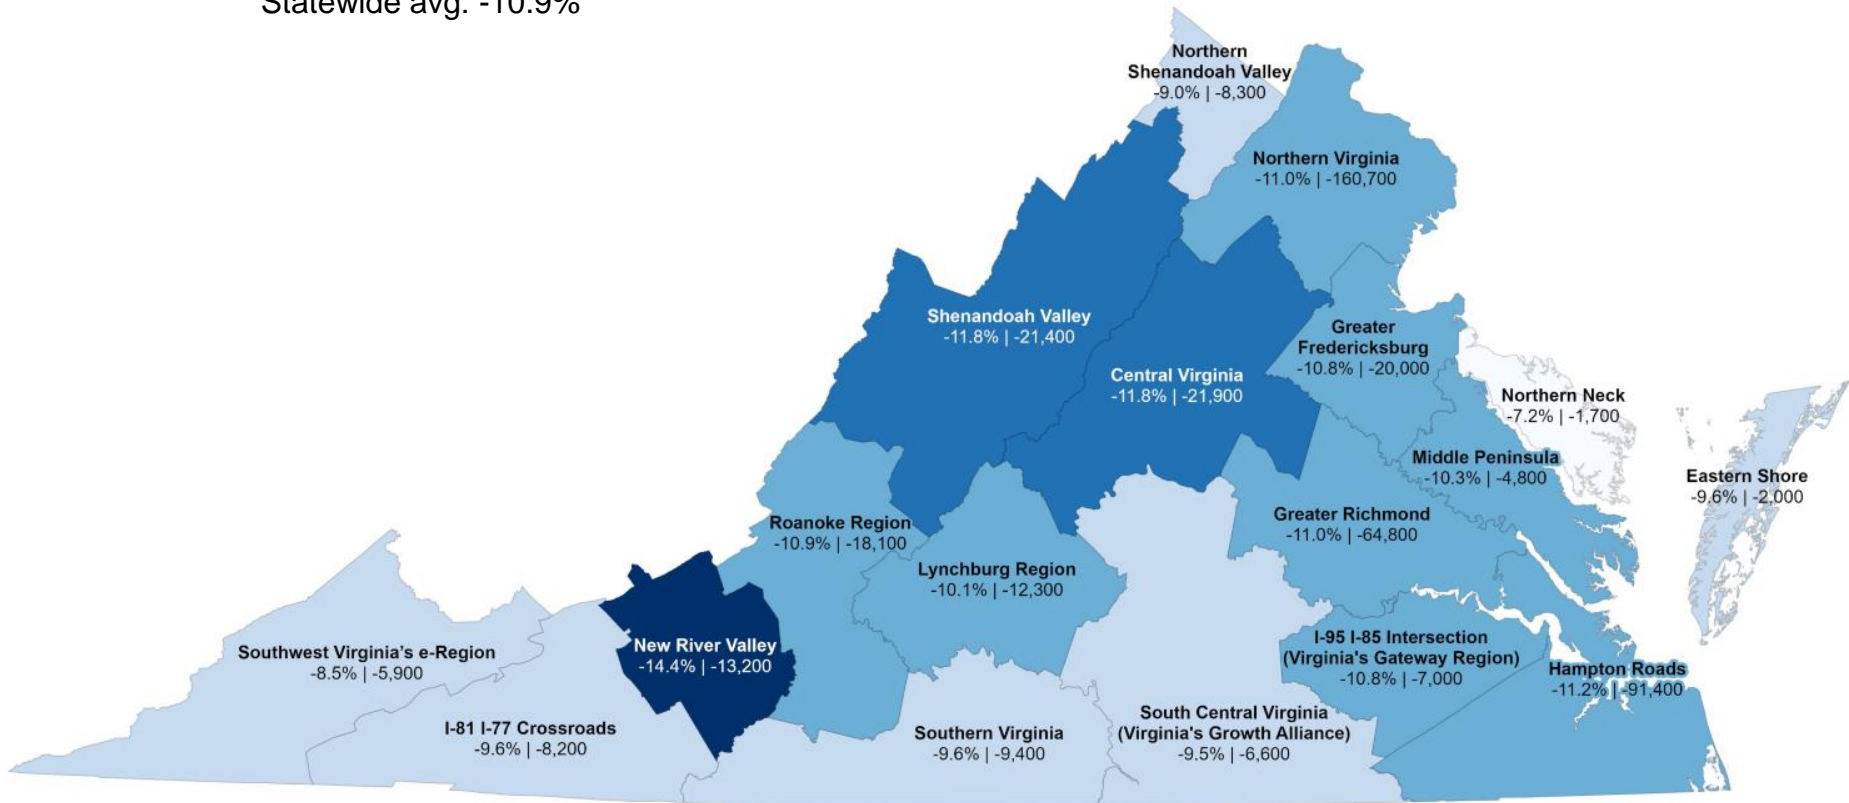 Statewide avg. -10.9%
Northern
Shenandoah Valley
-9.0% | -8,300
Northern Virginia
-11.0% | -160,700
Shenandoah Valley
-11.8% | -21,400
Greater
Fredericksburg
-10.8% | -20,000
Central Virginia
-11.8% | -21,900
Northern Neck
-7.2% | -1,700
Middle Peninsula
-10.3% | -4,800
Eastern Shore
-9.6% | -2,000
Roanoke Region
-10.9% | -18,100
Greater Richmond
-11.0% | -64,800
Lynchburg Region
-10.1% | -12,300
Southwest Virginia’s e-Region
-8.5% | -5,900
New River Valley
-14.4% | -13,200
I-95 I-85 Intersection
(Virginia's Gateway Region)
-10.8% | -7,000
Hampton Roads
-11.2% | -91,400
I-81 I-77 Crossroads
-9.6% | -8,200
Southern Virginia
-9.6% | -9,400
South Central Virginia
(Virginia's Growth Alliance)
-9.5% | -6,600